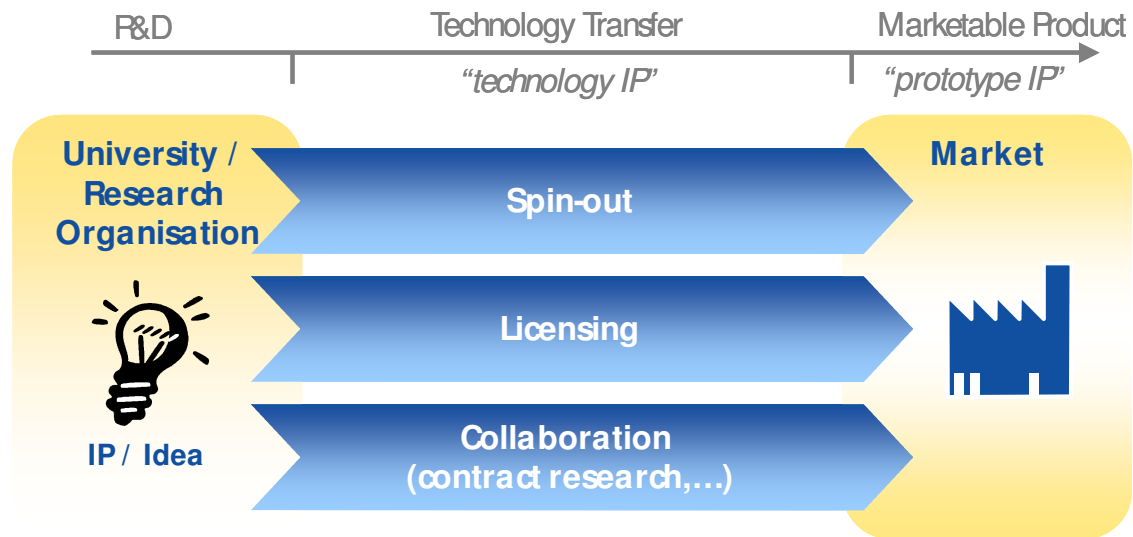 R&D
Technology Transfer
Marketable Product
“technology IP”
“prototype IP”
University /
Research
Organisation
IP / Idea
Spin-out
Licensing
Collaboration
(contract research,…)
Market